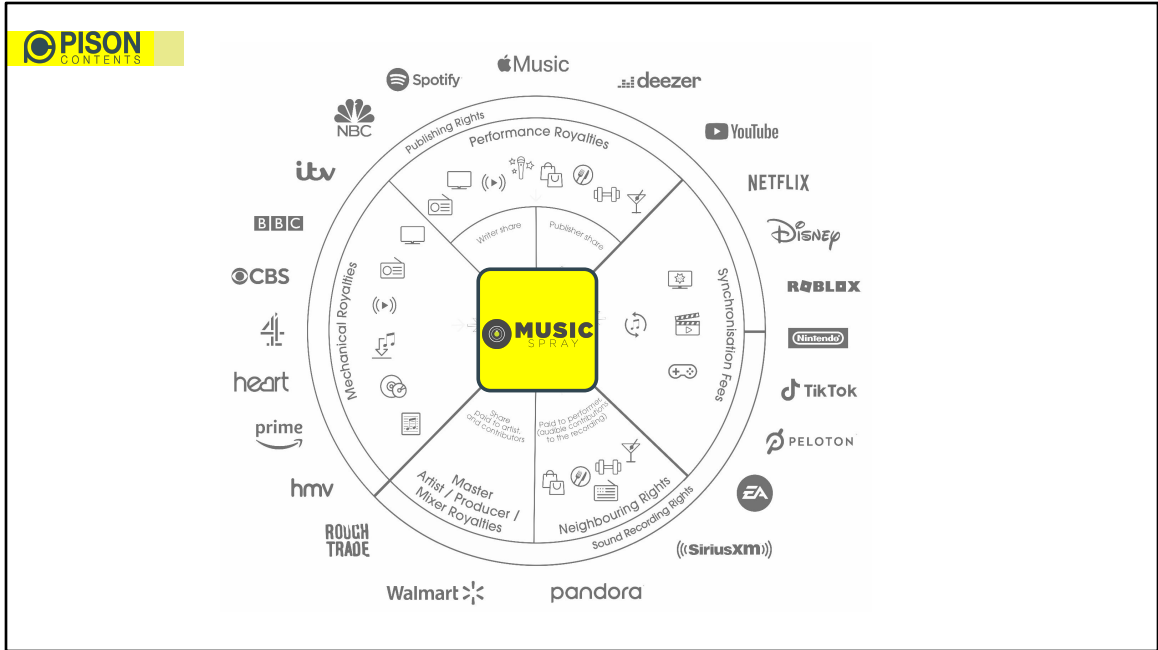 PISON
CONTENTS
Music
Spotify
deezer
NBC
YouTube
itv
NETFLIX
BBC
Disney
CBS
ROBLOX
4
Nintendo
heart
TikTok
prime
PELOTON
hmv
EA
ROUGH
TRADE
SiriusXM
Walmart
pandora
Publishing Rights
Performance Royalties
Writer share
Publisher share
Mechanical Royalties
Synchronisation Fees
MUSIC
SPRAY
Share
paid to artist,
and contributors
Paid to performer,
(audible contributions
to the recording)
Master
Artist / Producer /
Mixer Royalties
Neighbouring Rights
Sound Recording Rights